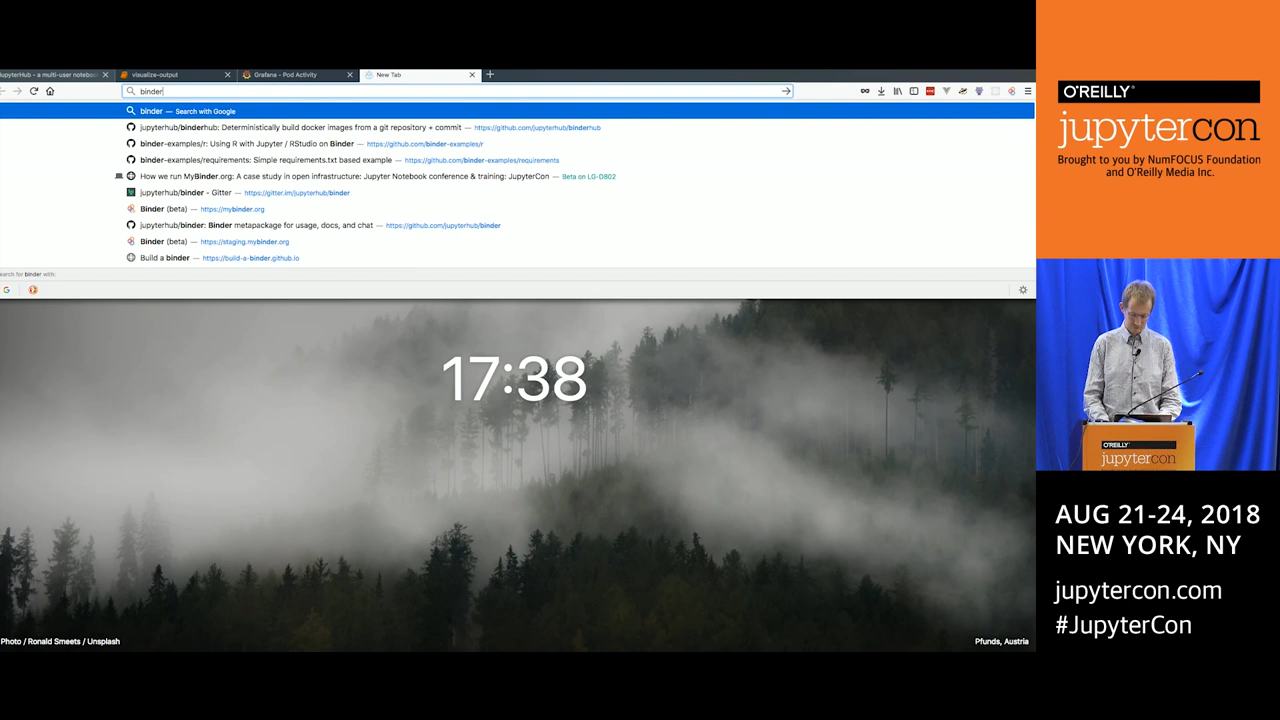 JupyterHub - a multi-user noteboo
visualize-output
Grafana - Pod Activity
New Tab
binder
binder — Search with Google
jupyterhub/binderhub: Deterministically build docker images from a git repository + commit — https://github.com/jupyterhub/binderhub
binder-examples/r: Using R with Jupyter / RStudio on Binder — https://github.com/binder-examples/r
binder-examples/requirements: Simple requirements.txt based example — https://github.com/binder-examples/requirements
How we run MyBinder.org: A case study in open infrastructure: Jupyter Notebook conference & training: JupyterCon — Beta on LG-D802
jupyterhub/binder - Gitter — https://gitter.im/jupyterhub/binder
Binder (beta) — https://mybinder.org
jupyterhub/binder: Binder metapackage for usage, docs, and chat — https://github.com/jupyterhub/binder
Binder (beta) — https://staging.mybinder.org
Build a binder — https://build-a-binder.github.io
earch for binder with:
17:38
Photo / Ronald Smeets / Unsplash
Pfunds, Austria
O'REILLY®
jupytercon
Brought to you by NumFOCUS Foundation
and O'Reilly Media Inc.
O'REILLY
jupytercon
AUG 21-24, 2018
NEW YORK, NY
jupytercon.com
#JupyterCon